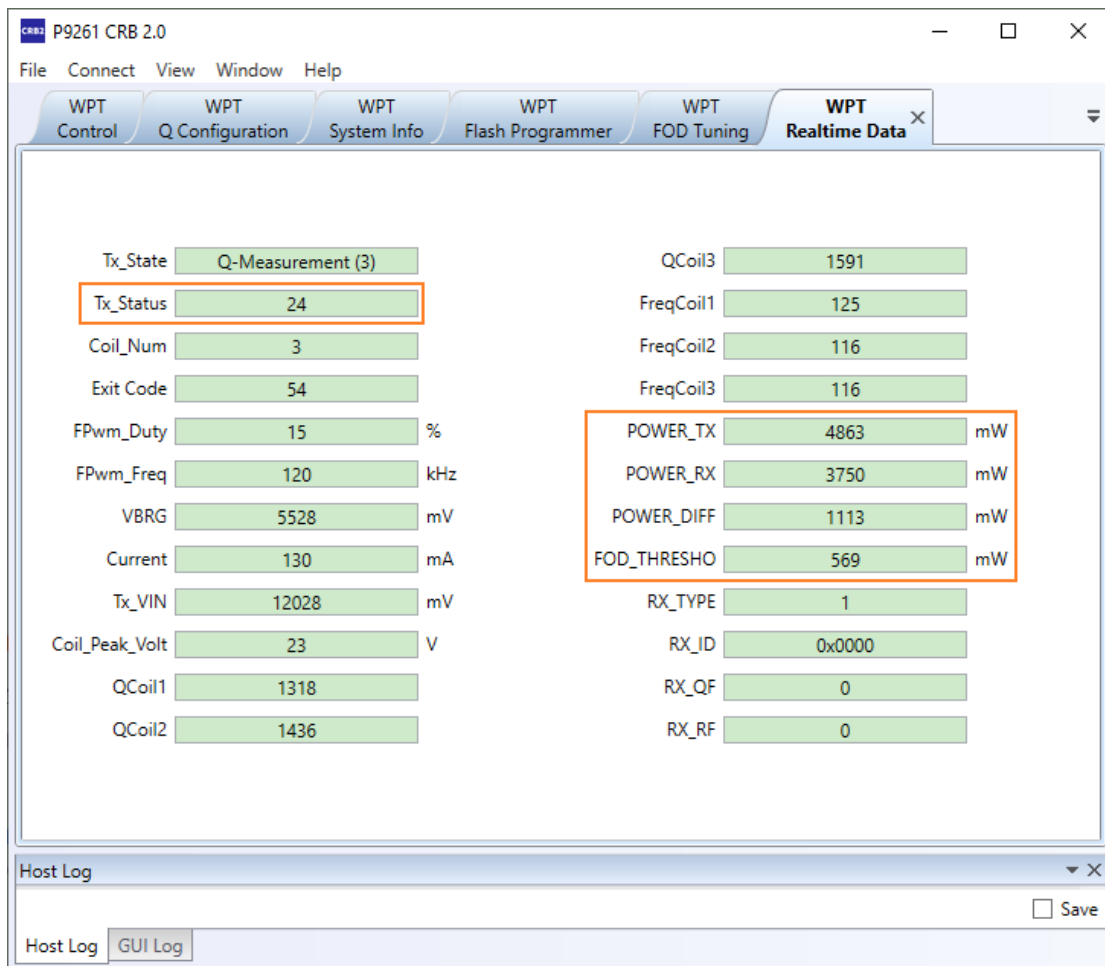 CRB2 P9261 CRB 2.0
File Connect View Window Help
WPT Control
WPT Q Configuration
WPT System Info
WPT Flash Programmer
WPT FOD Tuning
WPT Realtime Data
Tx_State Q-Measurement (3)
Tx_Status 24
Coil_Num 3
Exit Code 54
FPwm_Duty 15 %
FPwm_Freq 120 kHz
VBRG 5528 mV
Current 130 mA
Tx_VIN 12028 mV
Coil_Peak_Volt 23 V
QCoil1 1318
QCoil2 1436
QCoil3 1591
FreqCoil1 125
FreqCoil2 116
FreqCoil3 116
POWER_TX 4863 mW
POWER_RX 3750 mW
POWER_DIFF 1113 mW
FOD_THRESHO 569 mW
RX_TYPE 1
RX_ID 0x0000
RX_QF 0
RX_RF 0
Host Log
Save
Host Log GUI Log